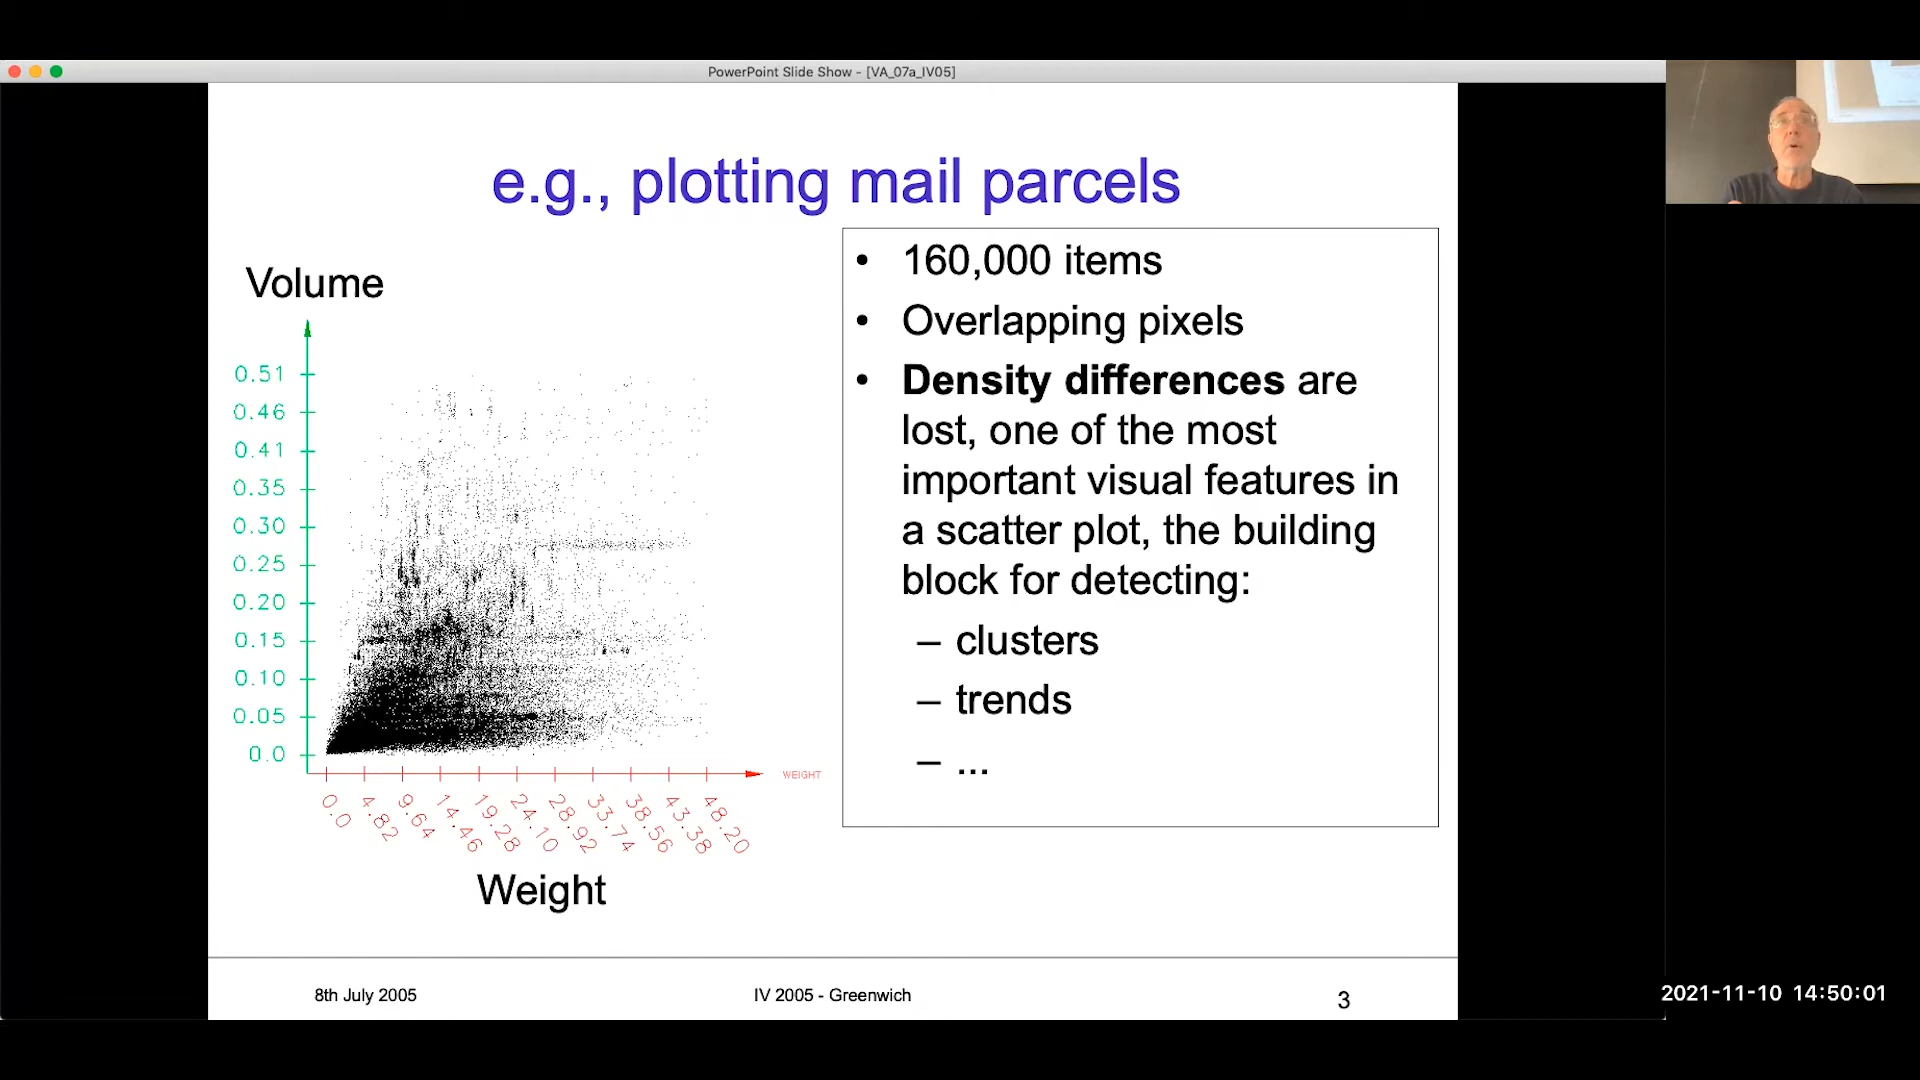 PowerPoint Slide Show - [VA_07a_IV05]
e.g., plotting mail parcels
Volume
0.51
0.46
0.41
0.35
0.30
0.25
0.20
0.15
0.10
0.05
0.0
WEIGHT
0.0
4.82
9.64
14.46
19.28
24.10
28.92
33.74
38.56
43.38
48.20
Weight
• 160,000 items
• Overlapping pixels
• Density differences are
lost, one of the most
important visual features in
a scatter plot, the building
block for detecting:
– clusters
– trends
– ...
8th July 2005
IV 2005 - Greenwich
3
2021-11-10 14:50:01